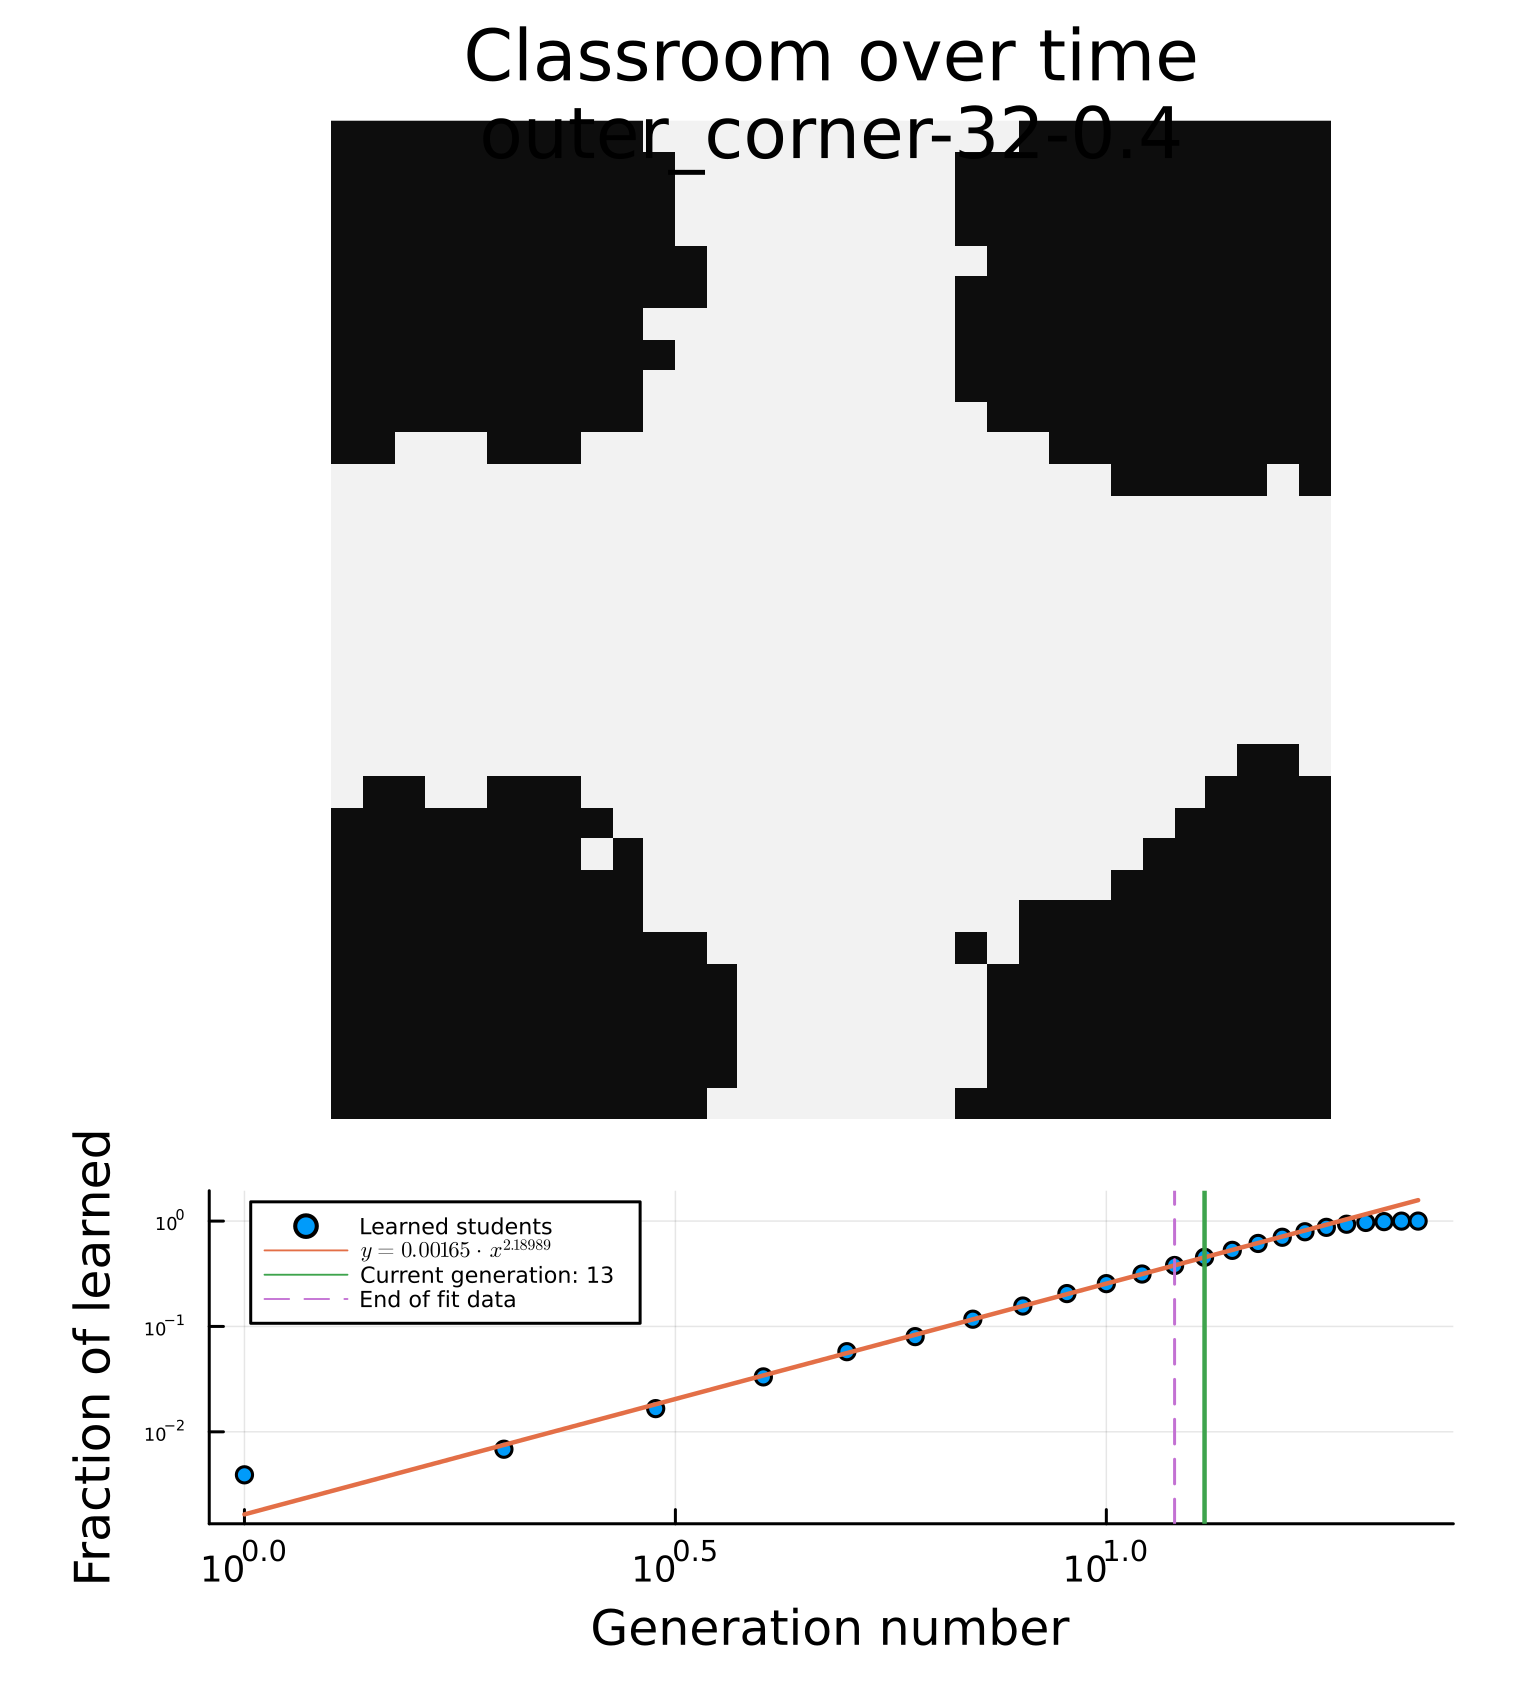 Classroom over time
outer_corner-32-0.4
Fraction of learned
10^0
10^−1
10^−2
Learned students
y = 0.00165 · x^2.18989
Current generation: 13
End of fit data
10^0.0
10^0.5
10^1.0
Generation number